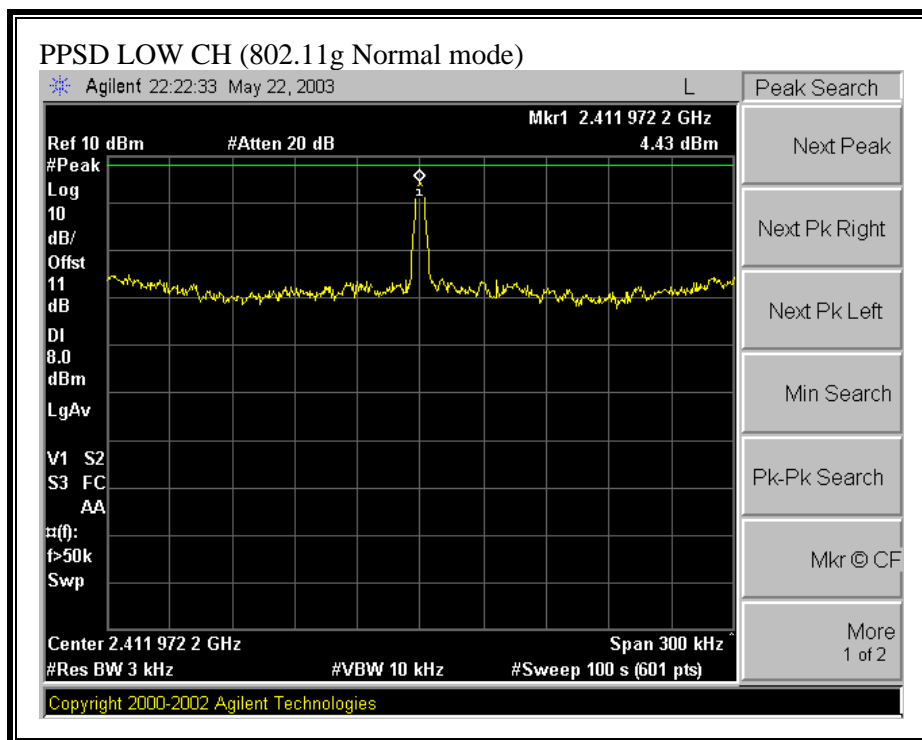 PPSD LOW CH (802.11g Normal mode)
Agilent 22:22:33 May 22, 2003 L
Peak Search
Mkr1 2.411 972 2 GHz
Ref 10 dBm #Atten 20 dB 4.43 dBm
#Peak
Log
10
dB/
Offst
11
dB
DI
8.0
dBm
LgAv
V1 S2
S3 FC
AA
¤(f):
f>50k
Swp
1
Center 2.411 972 2 GHz Span 300 kHz
#Res BW 3 kHz #VBW 10 kHz #Sweep 100 s (601 pts)
Next Peak
Next Pk Right
Next Pk Left
Min Search
Pk-Pk Search
Mkr © CF
More
1 of 2
Copyright 2000-2002 Agilent Technologies